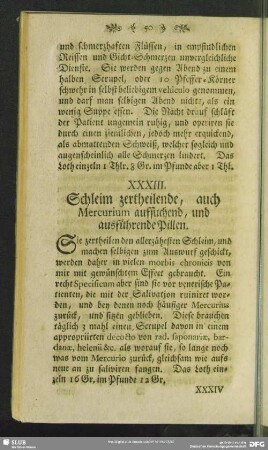 50
und schmerzhaften Flüssen, in empfindlichen
Reissen und Gicht-Schmerzen unvergleichliche
Dienste. Sie werden gegen Abend zu einem
halben Scrupel, oder 10 Pfeffer-Körner
schwehr in selbst beliebigem vehiculo genommen,
und darf man selbigen Abend nichts, als ein
wenig Suppe essen. Die Nacht drauf schläft
der Patient ungemein ruhig, und operiren sie
durch einen ziemlichen, jedoch mehr erquickend,
als abmattenden Schweiß, welcher sogleich und
augenscheinlich alle Schmerzen lindert. Das
Loth einzeln 1 Thlr. 8 Gr. im Pfunde aber 1 Thl.
XXXIII.
Schleim zertheilende, auch
Mercurium aufsuchend, und
ausführende Pillen.
Sie zertheilen den allerzähesten Schleim, und
machen selbigen zum Auswurf geschickt,
werden daher in vielen morbis chronicis von
mir mit gewünschtem Effect gebraucht. Ein
recht Specificum aber sind sie vor venerische Pa-
tienten, die mit der Salivation ruiniret wor-
den, und bey denen noch häufiger Mercurius
zurück, und sitzen geblieben. Diese brauchen
täglich 3 mahl einen Scrupel davon in einem
appropriirten decocto von rad. saponariæ, bar-
danæ, helenii &c. als worauf sie, so lange noch
was vom Mercurio zurück, gleichsam wie aufs
neue an zu saliviren fangen. Das Loth ein-
zeln 16 Gr. im Pfunde 12 Gr.
XXXIV